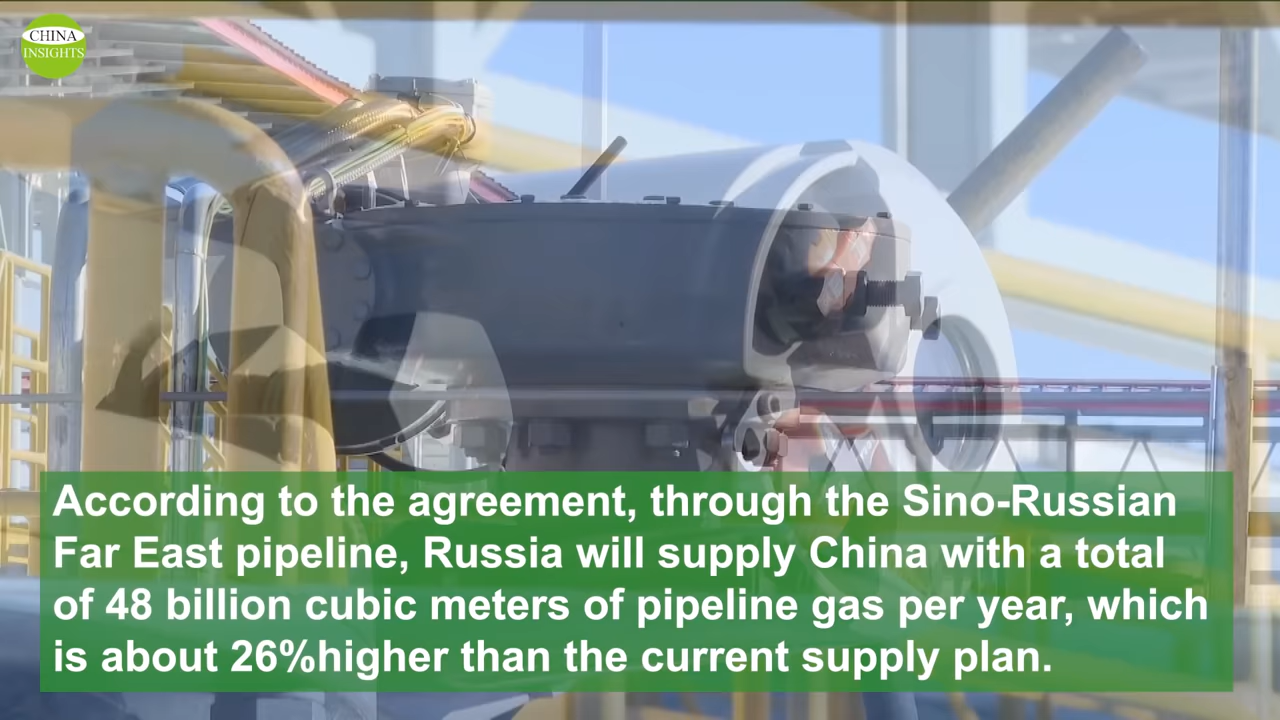 CHINA
INSIGHTS
According to the agreement, through the Sino-Russian
Far East pipeline, Russia will supply China with a total
of 48 billion cubic meters of pipeline gas per year, which
is about 26%higher than the current supply plan.